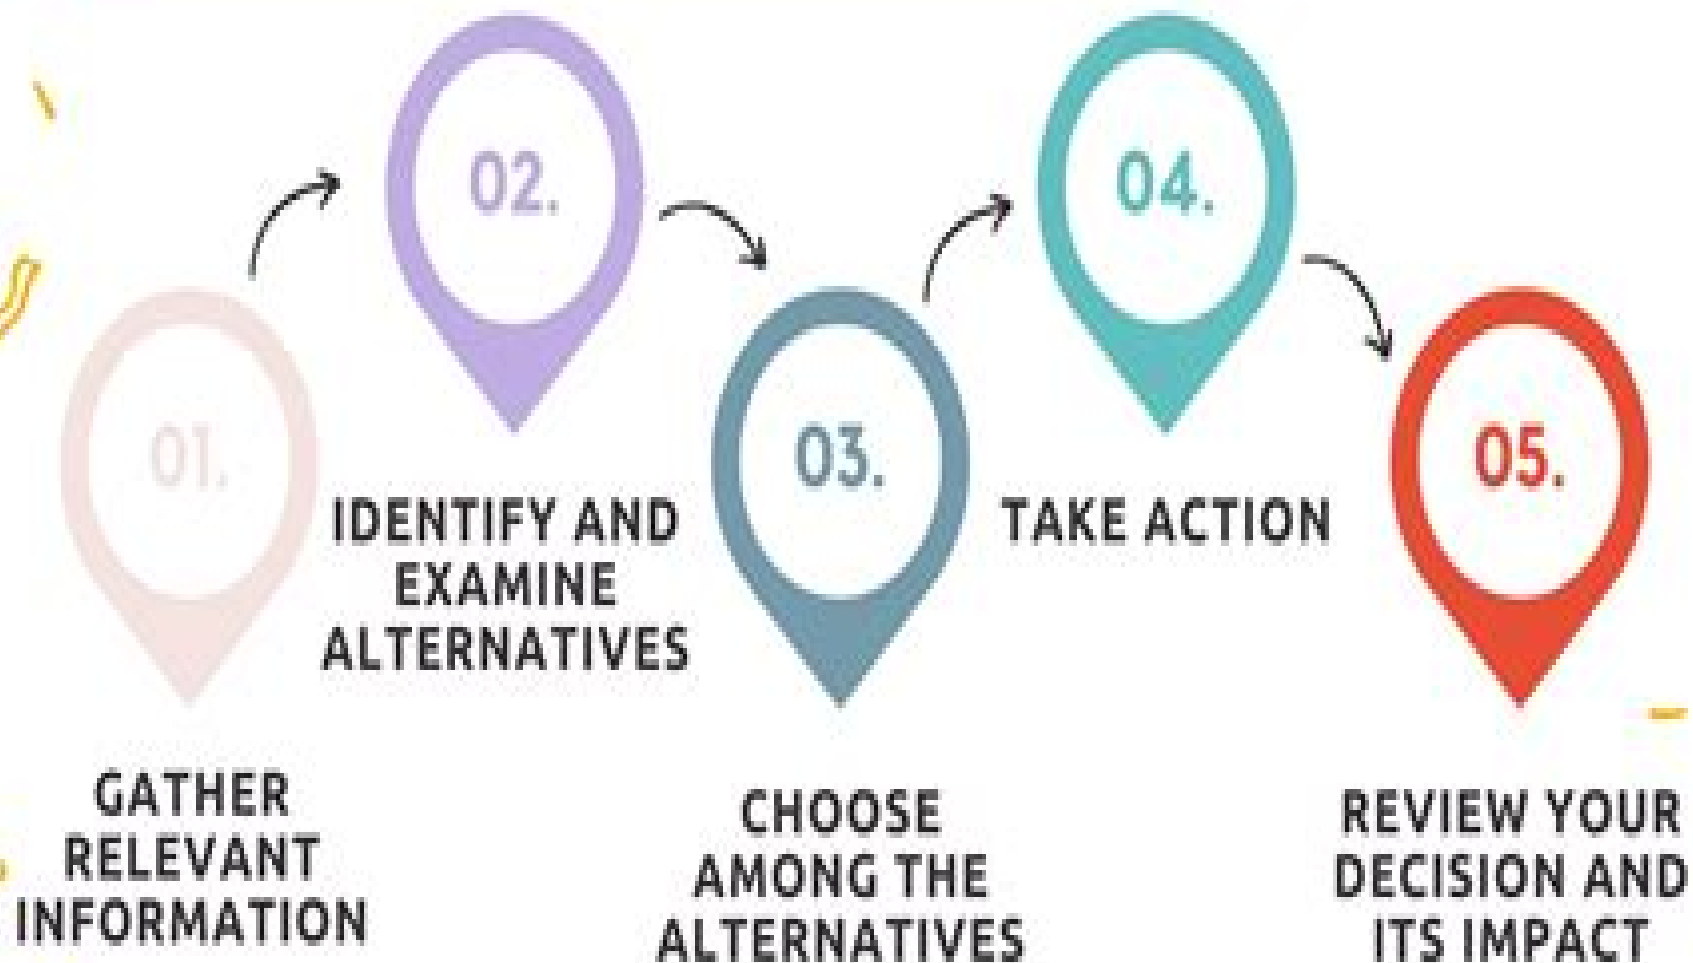 01.
GATHER
RELEVANT
INFORMATION
02.
IDENTIFY AND
EXAMINE
ALTERNATIVES
03.
CHOOSE
AMONG THE
ALTERNATIVES
04.
TAKE ACTION
05.
REVIEW YOUR
DECISION AND
ITS IMPACT